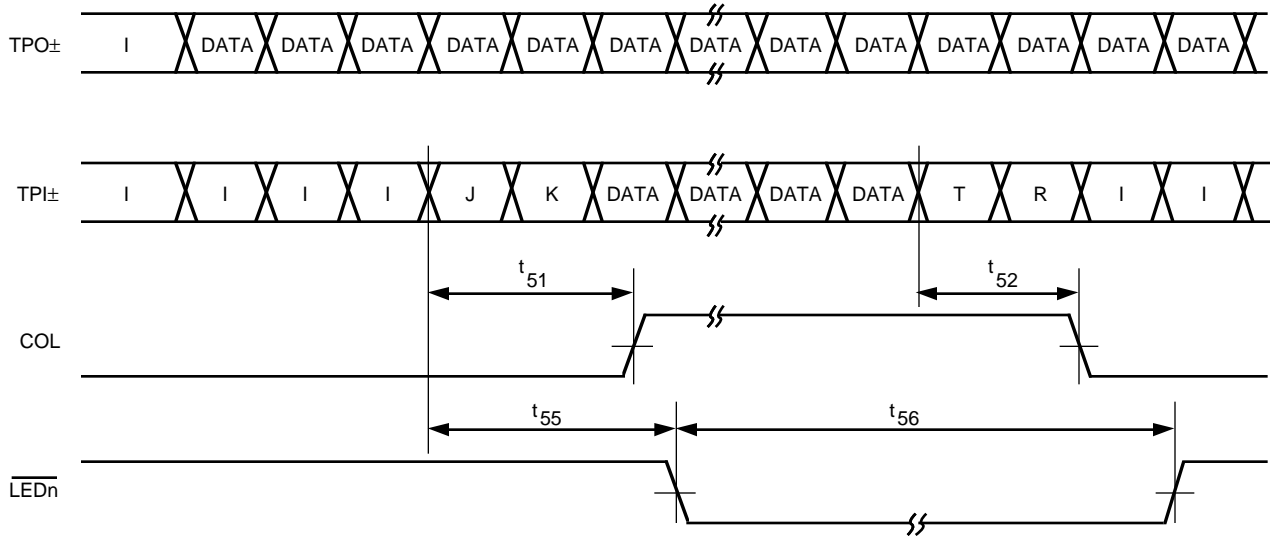 TPO± I DATA DATA DATA DATA DATA DATA DATA DATA DATA DATA DATA DATA DATA
TPI± I I I I J K DATA DATA DATA DATA T R I I
t51 t52
COL
t55 t56
LEDn